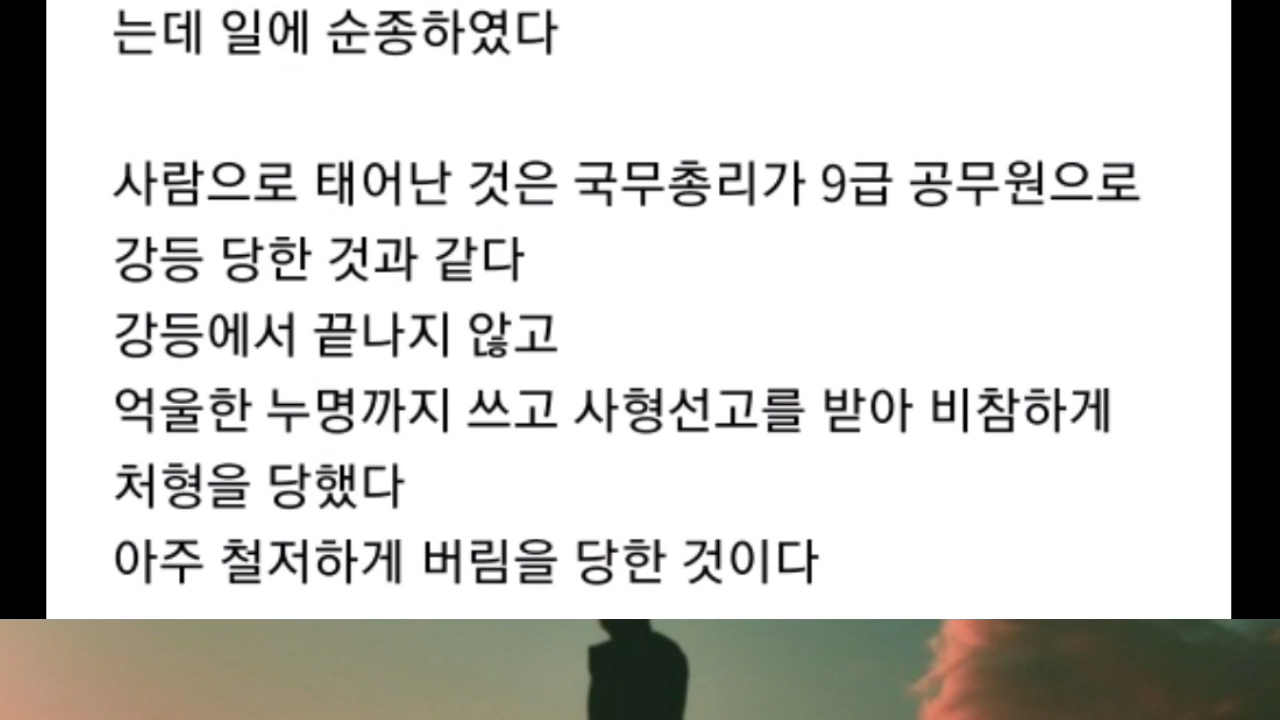 는데 일에 순종하였다
사람으로 태어난 것은 국무총리가 9급 공무원으로
강등 당한 것과 같다
강등에서 끝나지 않고
억울한 누명까지 쓰고 사형선고를 받아 비참하게
처형을 당했다
아주 철저하게 버림을 당한 것이다